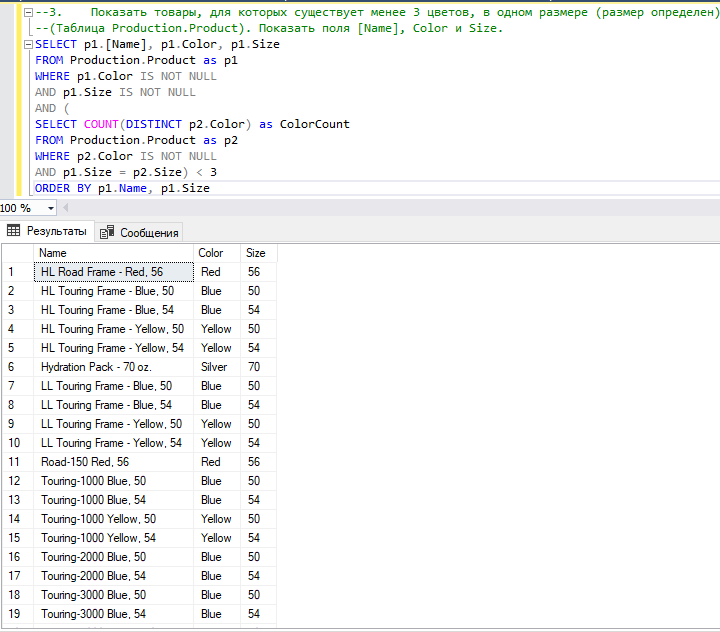 --3. Показать товары, для которых существует менее 3 цветов, в одном размере (размер определен)
--(Таблица Production.Product). Показать поля [Name], Color и Size.
SELECT p1.[Name], p1.Color, p1.Size
FROM Production.Product as p1
WHERE p1.Color IS NOT NULL
AND p1.Size IS NOT NULL
AND (
SELECT COUNT(DISTINCT p2.Color) as ColorCount
FROM Production.Product as p2
WHERE p2.Color IS NOT NULL
AND p1.Size = p2.Size) < 3
ORDER BY p1.Name, p1.Size
100 %
Результаты Сообщения
Name Color Size
1 HL Road Frame - Red, 56 Red 56
2 HL Touring Frame - Blue, 50 Blue 50
3 HL Touring Frame - Blue, 54 Blue 54
4 HL Touring Frame - Yellow, 50 Yellow 50
5 HL Touring Frame - Yellow, 54 Yellow 54
6 Hydration Pack - 70 oz. Silver 70
7 LL Touring Frame - Blue, 50 Blue 50
8 LL Touring Frame - Blue, 54 Blue 54
9 LL Touring Frame - Yellow, 50 Yellow 50
10 LL Touring Frame - Yellow, 54 Yellow 54
11 Road-150 Red, 56 Red 56
12 Touring-1000 Blue, 50 Blue 50
13 Touring-1000 Blue, 54 Blue 54
14 Touring-1000 Yellow, 50 Yellow 50
15 Touring-1000 Yellow, 54 Yellow 54
16 Touring-2000 Blue, 50 Blue 50
17 Touring-2000 Blue, 54 Blue 54
18 Touring-3000 Blue, 50 Blue 50
19 Touring-3000 Blue, 54 Blue 54